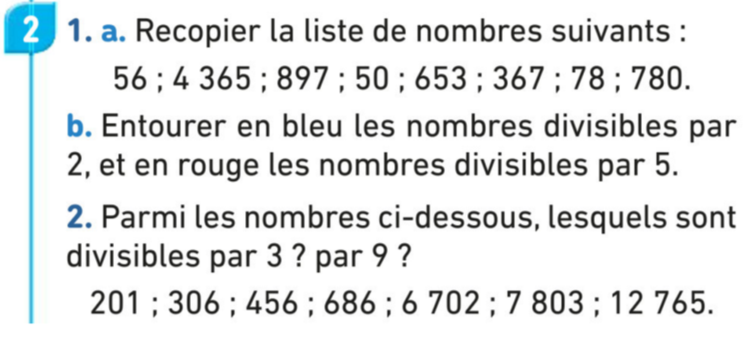 2 1. a. Recopier la liste de nombres suivants :
56 ; 4 365 ; 897 ; 50 ; 653 ; 367 ; 78 ; 780.
b. Entourer en bleu les nombres divisibles par
2, et en rouge les nombres divisibles par 5.
2. Parmi les nombres ci-dessous, lesquels sont
divisibles par 3 ? par 9 ?
201 ; 306 ; 456 ; 686 ; 6 702 ; 7 803 ; 12 765.